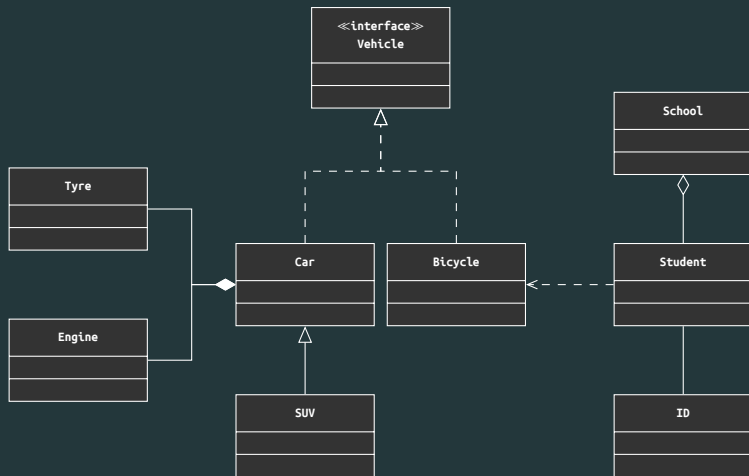 ≪interface≫
Vehicle
School
Tyre
Car
Bicycle
Student
Engine
SUV
ID